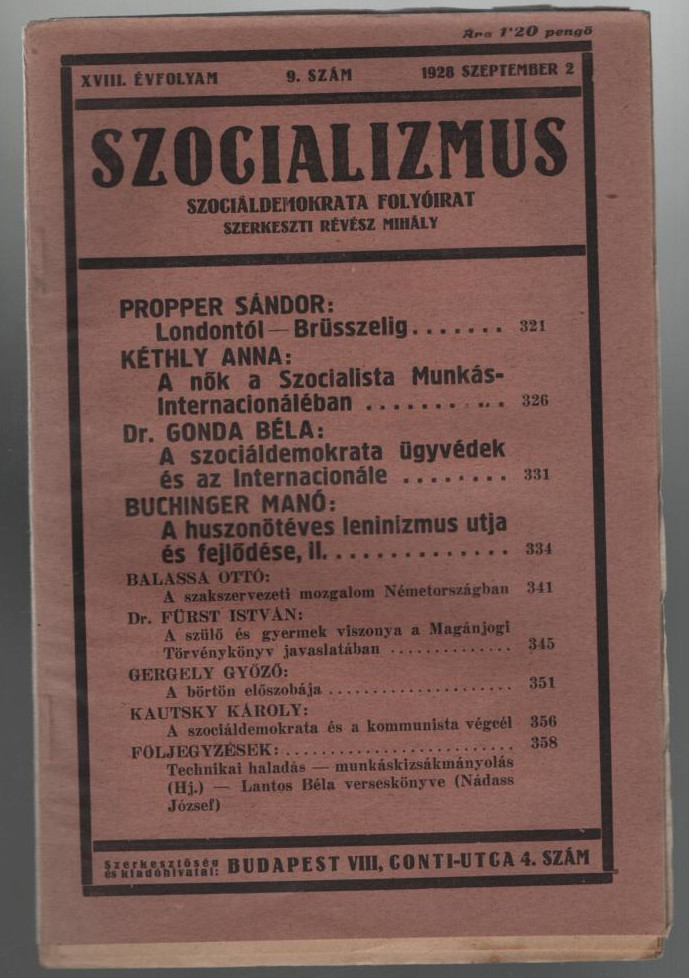 Ára 1'20 pengő
XVIII. ÉVFOLYAM 9. SZÁM 1928 SZEPTEMBER 2
SZOCIALIZMUS
SZOCIÁLDEMOKRATA FOLYÓIRAT
SZERKESZTI RÉVÉSZ MIHÁLY
PROPPER SÁNDOR:
Londontól — Brüsszelig . . . . . . . 321
KÉTHLY ANNA:
A nők a Szocialista Munkás-
Internacionáléban . . . . . . . . . . 326
Dr. GONDA BÉLA:
A szociáldemokrata ügyvédek
és az Internacionále . . . . . . . . 331
BUCHINGER MANÓ:
A huszonötéves leninizmus utja
és fejlődése, II. . . . . . . . . . . . . . 334
BALASSA OTTÓ:
A szakszervezeti mozgalom Németországban 341
Dr. FÜRST ISTVÁN:
A szülő és gyermek viszonya a Magánjogi
Törvénykönyv javaslatában . . . . . . . . . . . . . . 345
GERGELY GYŐZŐ:
A börtön előszobája . . . . . . . . . . . . . . . . . . . . . 351
KAUTSKY KÁROLY:
A szociáldemokrata és a kommunista végcél 356
FÖLJEGYZÉSEK: . . . . . . . . . . . . . . . . . . . . . . . . . . 358
Technikai haladás — munkáskizsákmányolás
(Hj.) — Lantos Béla verseskönyve (Nádass
József)
Szerkesztőség
és kiadóhivatal: BUDAPEST VIII, CONTI-UTCA 4. SZÁM